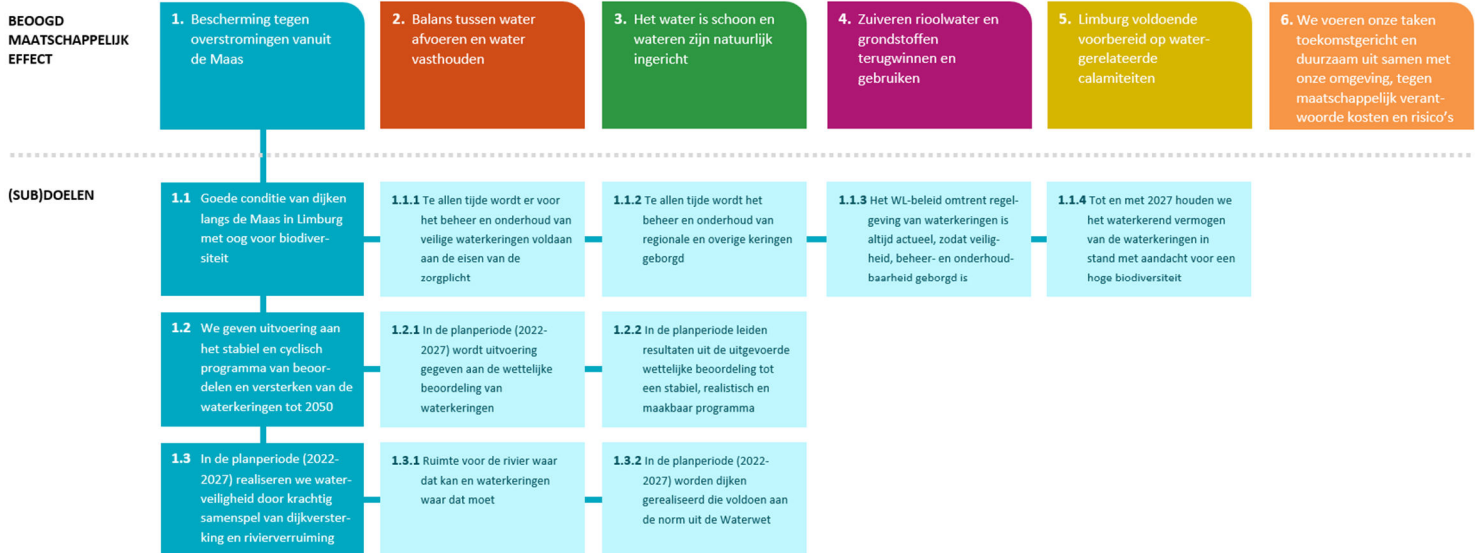 BEOOGD
MAATSCHAPPELIJK
EFFECT
1. Bescherming tegen
overstromingen vanuit
de Maas
2. Balans tussen water
afvoeren en water
vasthouden
3. Het water is schoon en
wateren zijn natuurlijk
ingericht
4. Zuiveren rioolwater en
grondstoffen
terugwinnen en
gebruiken
5. Limburg voldoende
voorbereid op water-
gerelateerde
calamiteiten
6. We voeren onze taken
toekomstgericht en
duurzaam uit samen met
onze omgeving, tegen
maatschappelijk verant-
woorde kosten en risico's
(SUB)DOELEN
1.1 Goede conditie van dijken
langs de Maas in Limburg
met oog voor biodiver-
siteit
1.1.1 Te allen tijde wordt er voor
het beheer en onderhoud van
veilige waterkeringen voldaan
aan de eisen van de
zorgplicht
1.1.2 Te allen tijde wordt het
beheer en onderhoud van
regionale en overige keringen
geborgd
1.1.3 Het WL-beleid omtrent regel-
geving van waterkeringen is
altijd actueel, zodat veilig-
heid, beheer- en onderhoud-
baarheid geborgd is
1.1.4 Tot en met 2027 houden we
het waterkerend vermogen
van de waterkeringen in
stand met aandacht voor een
hoge biodiversiteit
1.2 We geven uitvoering aan
het stabiel en cyclisch
programma van beoor-
delen en versterken van de
waterkeringen tot 2050
1.2.1 In de planperiode (2022-
2027) wordt uitvoering
gegeven aan de wettelijke
beoordeling van
waterkeringen
1.2.2 In de planperiode leiden
resultaten uit de uitgevoerde
wettelijke beoordeling tot
een stabiel, realistisch en
maakbaar programma
1.3 In de planperiode (2022-
2027) realiseren we water-
veiligheid door krachtig
samenspel van dijkverster-
king en rivierverruiming
1.3.1 Ruimte voor de rivier waar
dat kan en waterkeringen
waar dat moet
1.3.2 In de planperiode (2022-
2027) worden dijken
gerealiseerd die voldoen aan
de norm uit de Waterwet